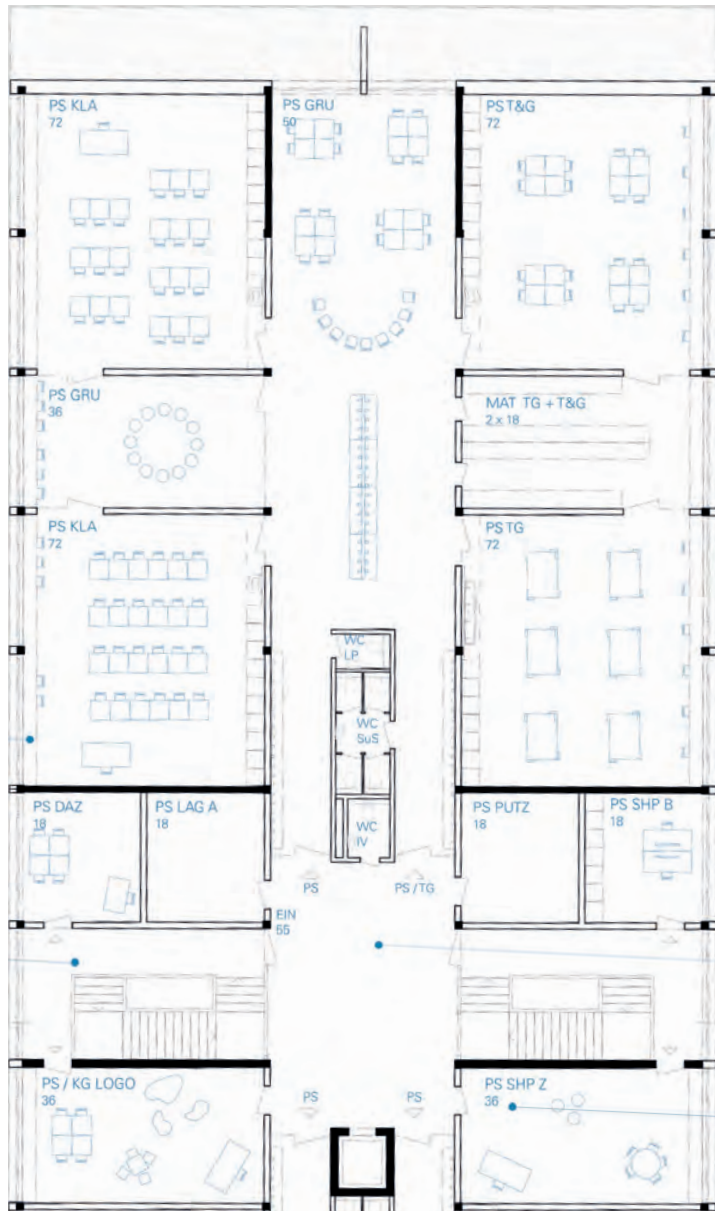 PS KLA
72
PS GRU
50
PS T&G
72
PS GRU
36
MAT TG + T&G
2 x 18
PS KLA
72
PS TG
72
WC
LP
WC
SuS
WC
IV
PS DAZ
18
PS LAG A
18
PS PUTZ
18
PS SHP B
18
PS
PS / TG
EIN
55
PS / KG LOGO
36
PS
PS
PS SHP Z
36